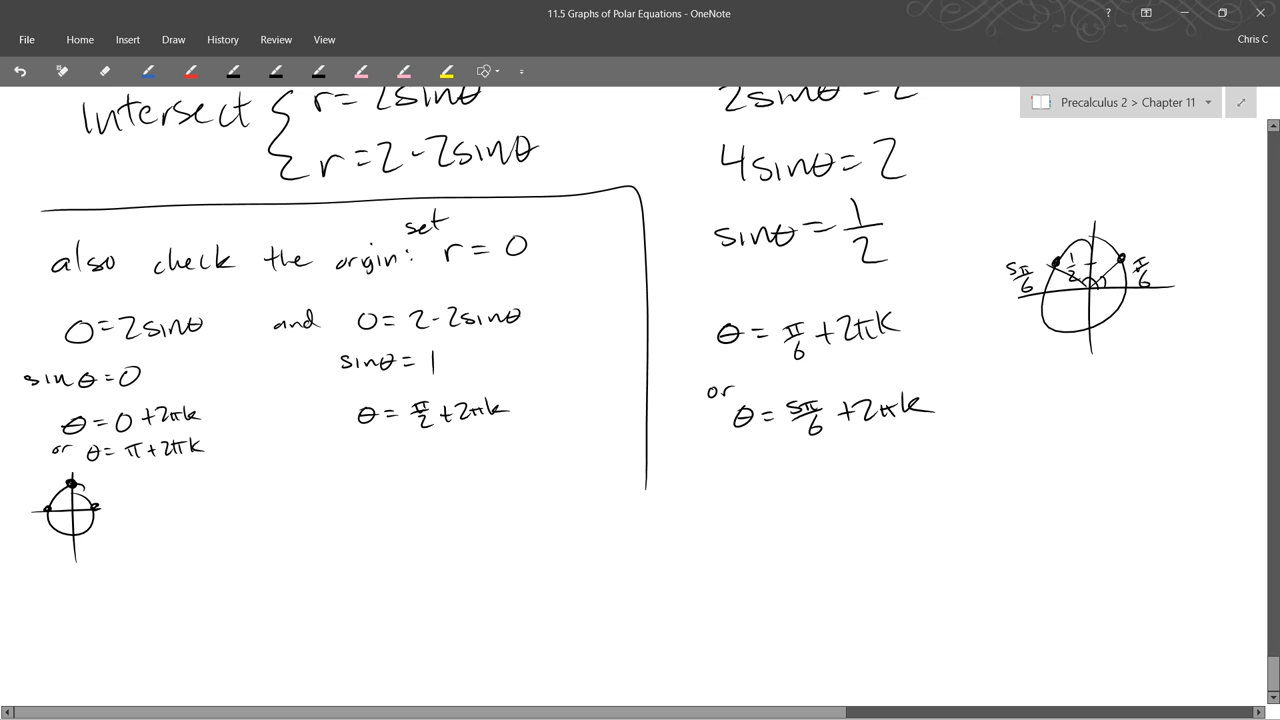 11.5 Graphs of Polar Equations - OneNote
File Home Insert Draw History Review View
Chris C
Precalculus 2 > Chapter 11
Intersect { r = 2sinθ
r = 2 - 2sinθ
also check the origin: set r = 0
0 = 2sinθ and 0 = 2 - 2sinθ
sinθ = 0
sinθ = 1
θ = 0 + 2πk
θ = π/2 + 2πk
or θ = π + 2πk
4sinθ = 2
sinθ = 1/2
θ = π/6 + 2πk
or
θ = 5π/6 + 2πk
5π/6
1/2
π/6